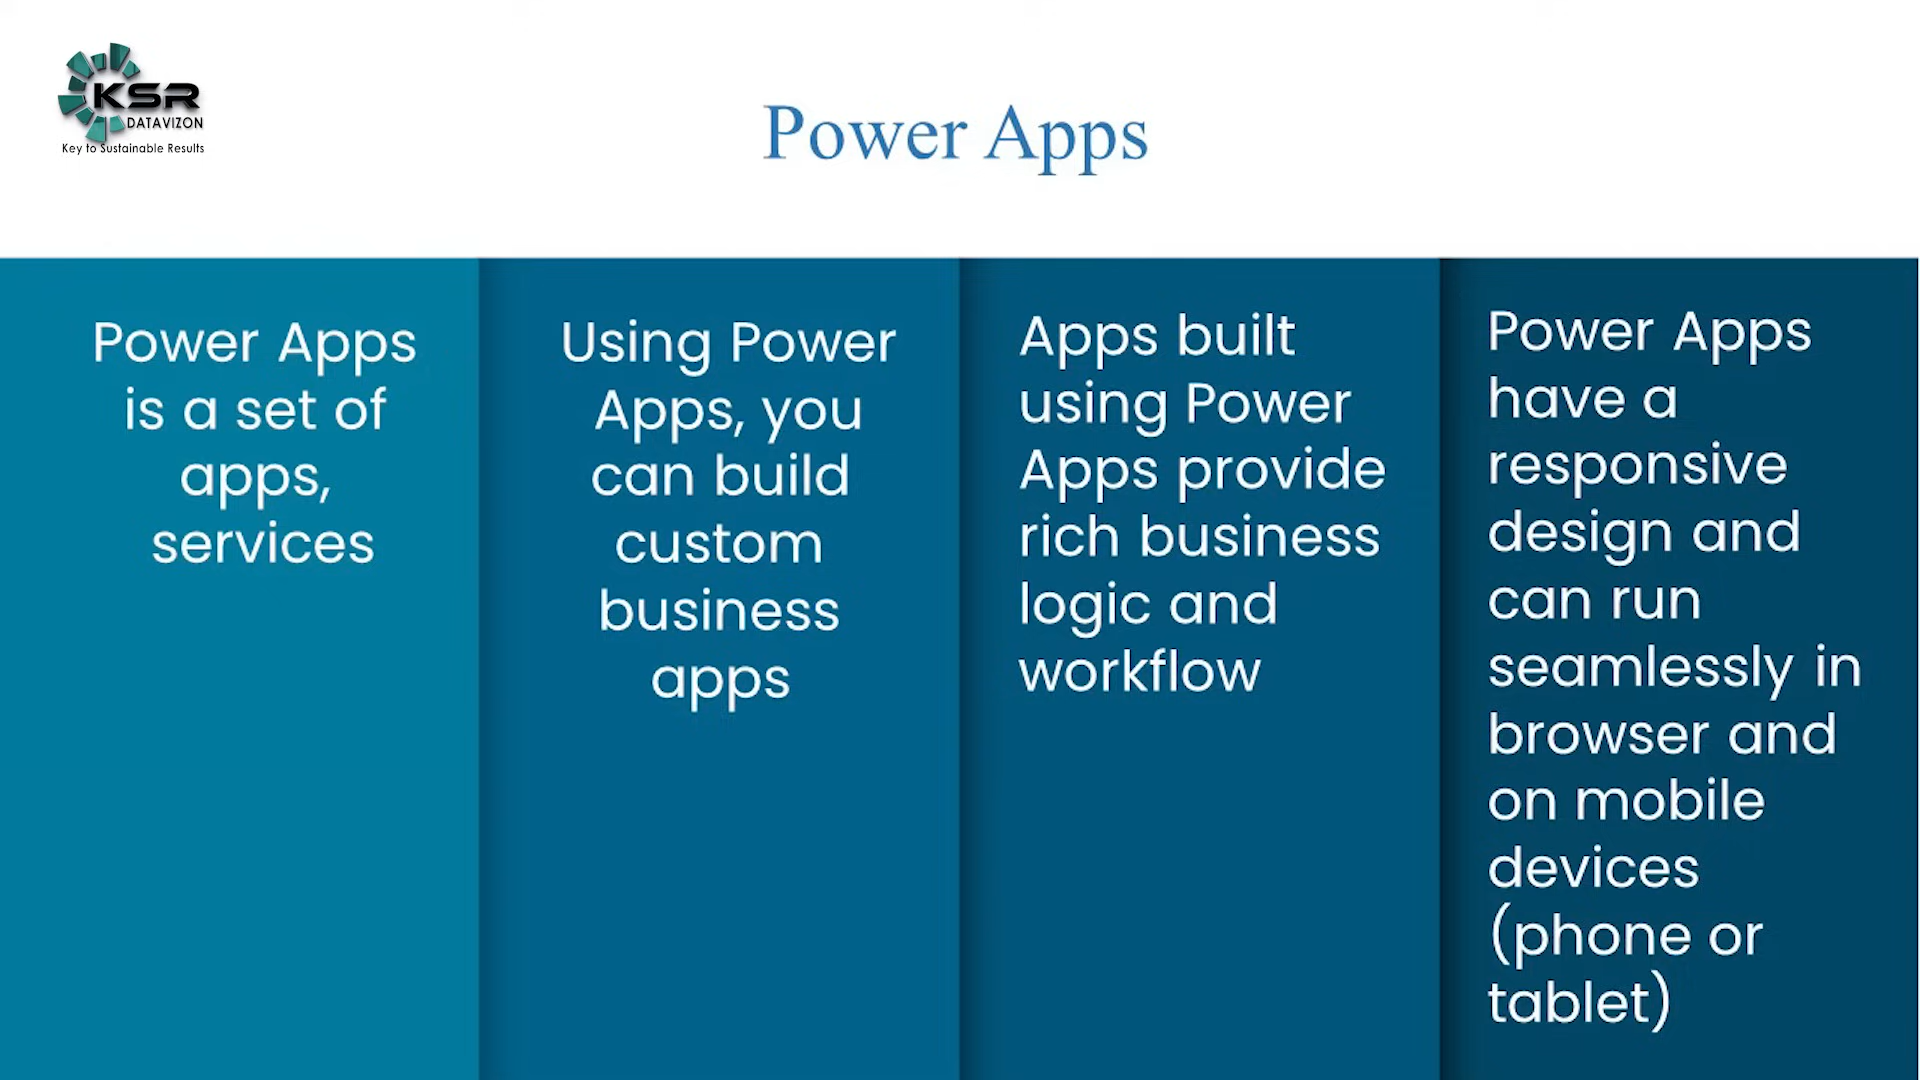 KSR
DATAVIZON
Key to Sustainable Results
Power Apps
Power Apps
is a set of
apps,
services
Using Power
Apps, you
can build
custom
business
apps
Apps built
using Power
Apps provide
rich business
logic and
workflow
Power Apps
have a
responsive
design and
can run
seamlessly in
browser and
on mobile
devices
(phone or
tablet)